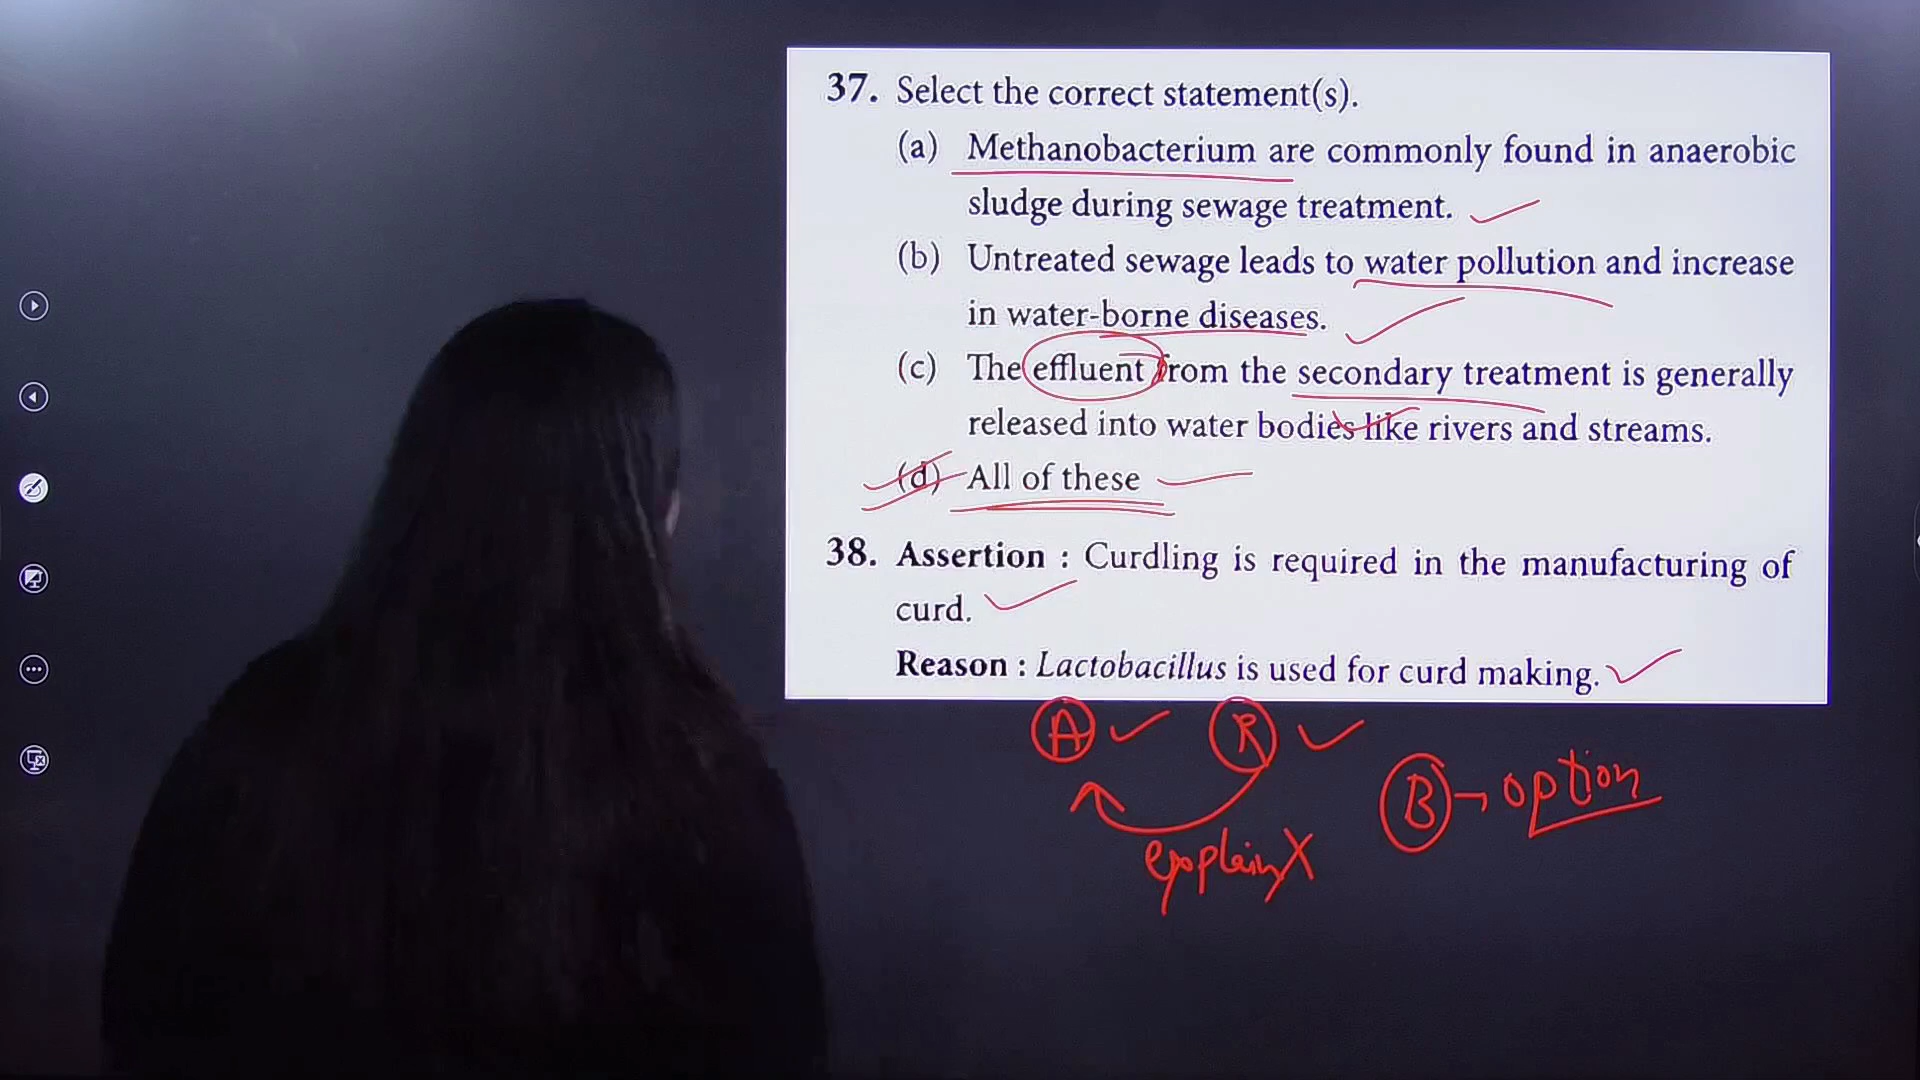 37. Select the correct statement(s).
(a) Methanobacterium are commonly found in anaerobic
sludge during sewage treatment.
(b) Untreated sewage leads to water pollution and increase
in water-borne diseases.
(c) The effluent from the secondary treatment is generally
released into water bodies like rivers and streams.
(d) All of these
38. Assertion : Curdling is required in the manufacturing of
curd.
Reason : Lactobacillus is used for curd making.
A R
B → option
explain X